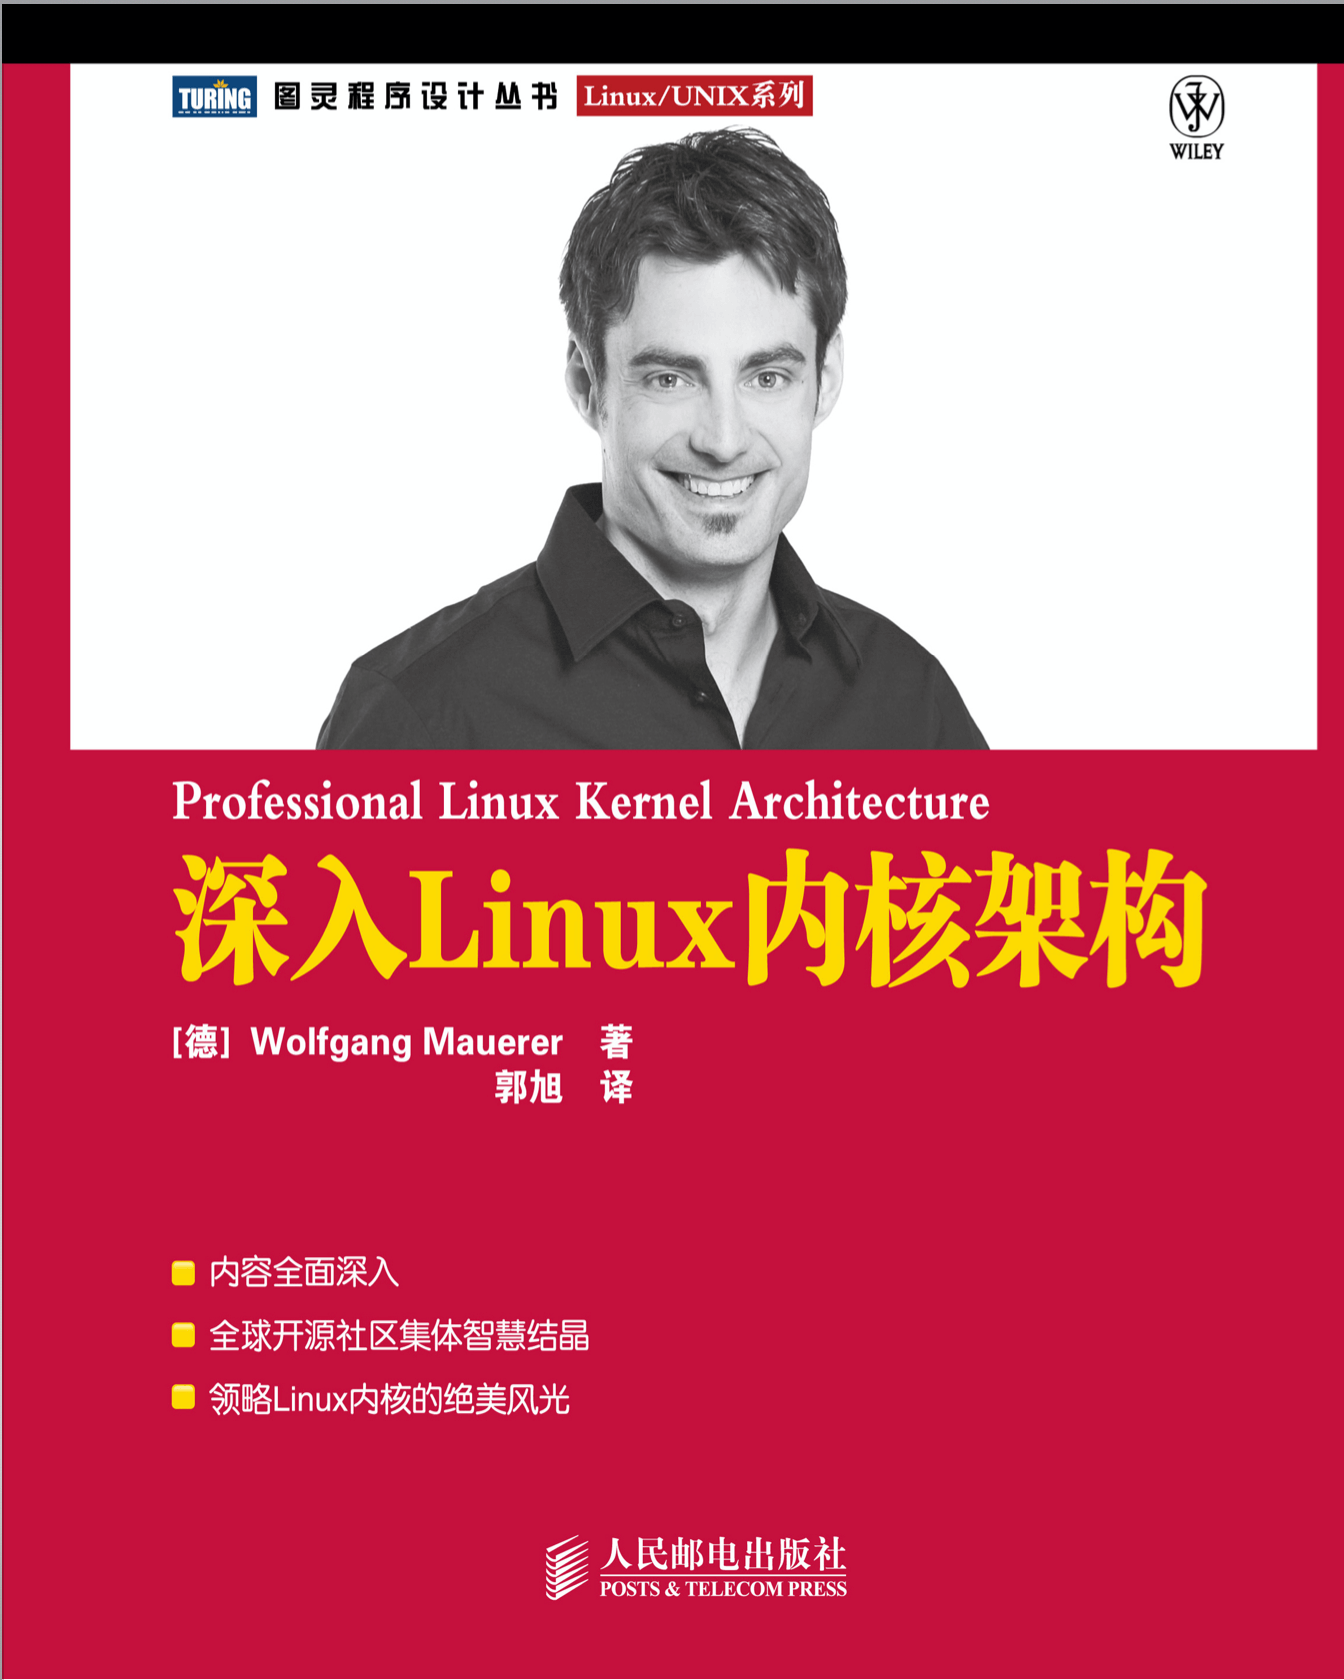 TURING 图灵程序设计丛书 Linux/UNIX系列
WILEY
Professional Linux Kernel Architecture
深入Linux内核架构
[德] Wolfgang Mauerer 著
郭旭 译
内容全面深入
全球开源社区集体智慧结晶
领略Linux内核的绝美风光
人民邮电出版社
POSTS & TELECOM PRESS